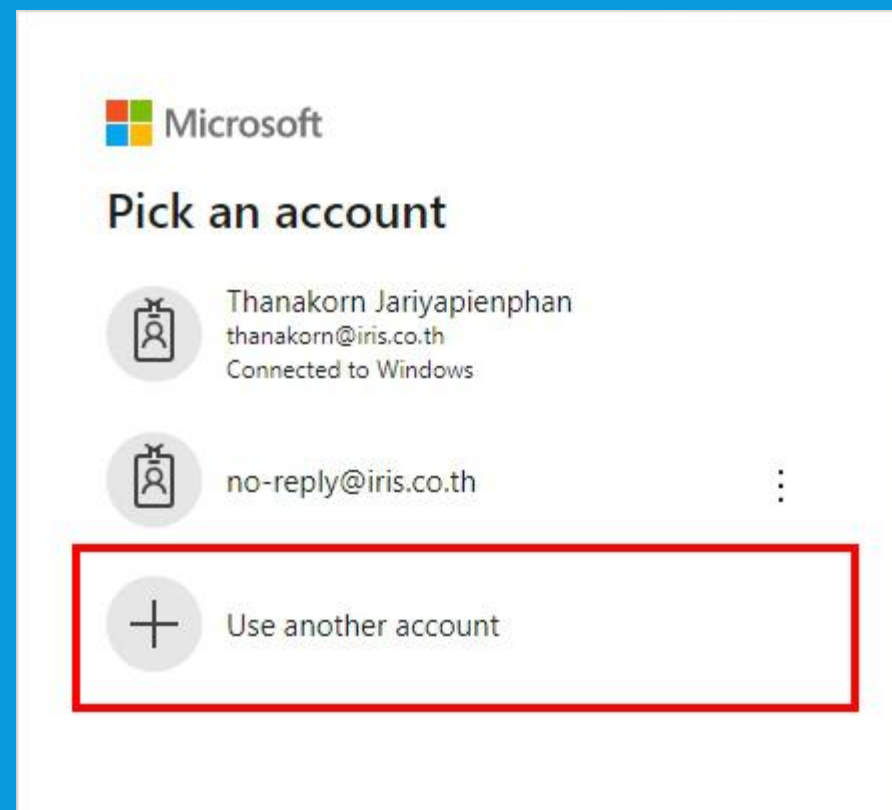 Microsoft
Pick an account
Thanakorn Jariyapienphan
thanakorn@iris.co.th
Connected to Windows
no-reply@iris.co.th
Use another account